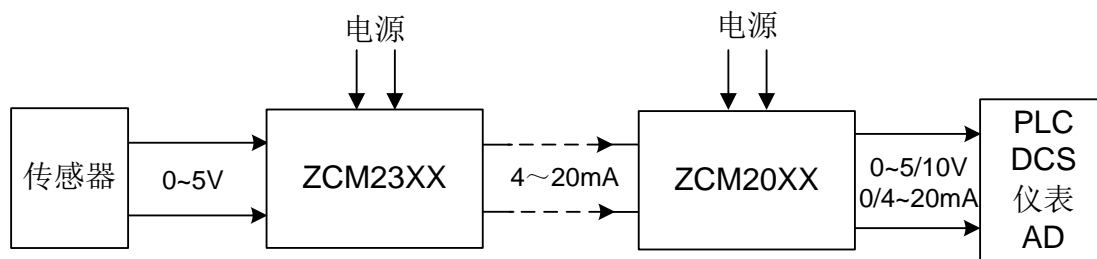 电源
电源
传感器
0~5V
ZCM23XX
4～20mA
ZCM20XX
0~5/10V
0/4~20mA
PLC
DCS
仪表
AD